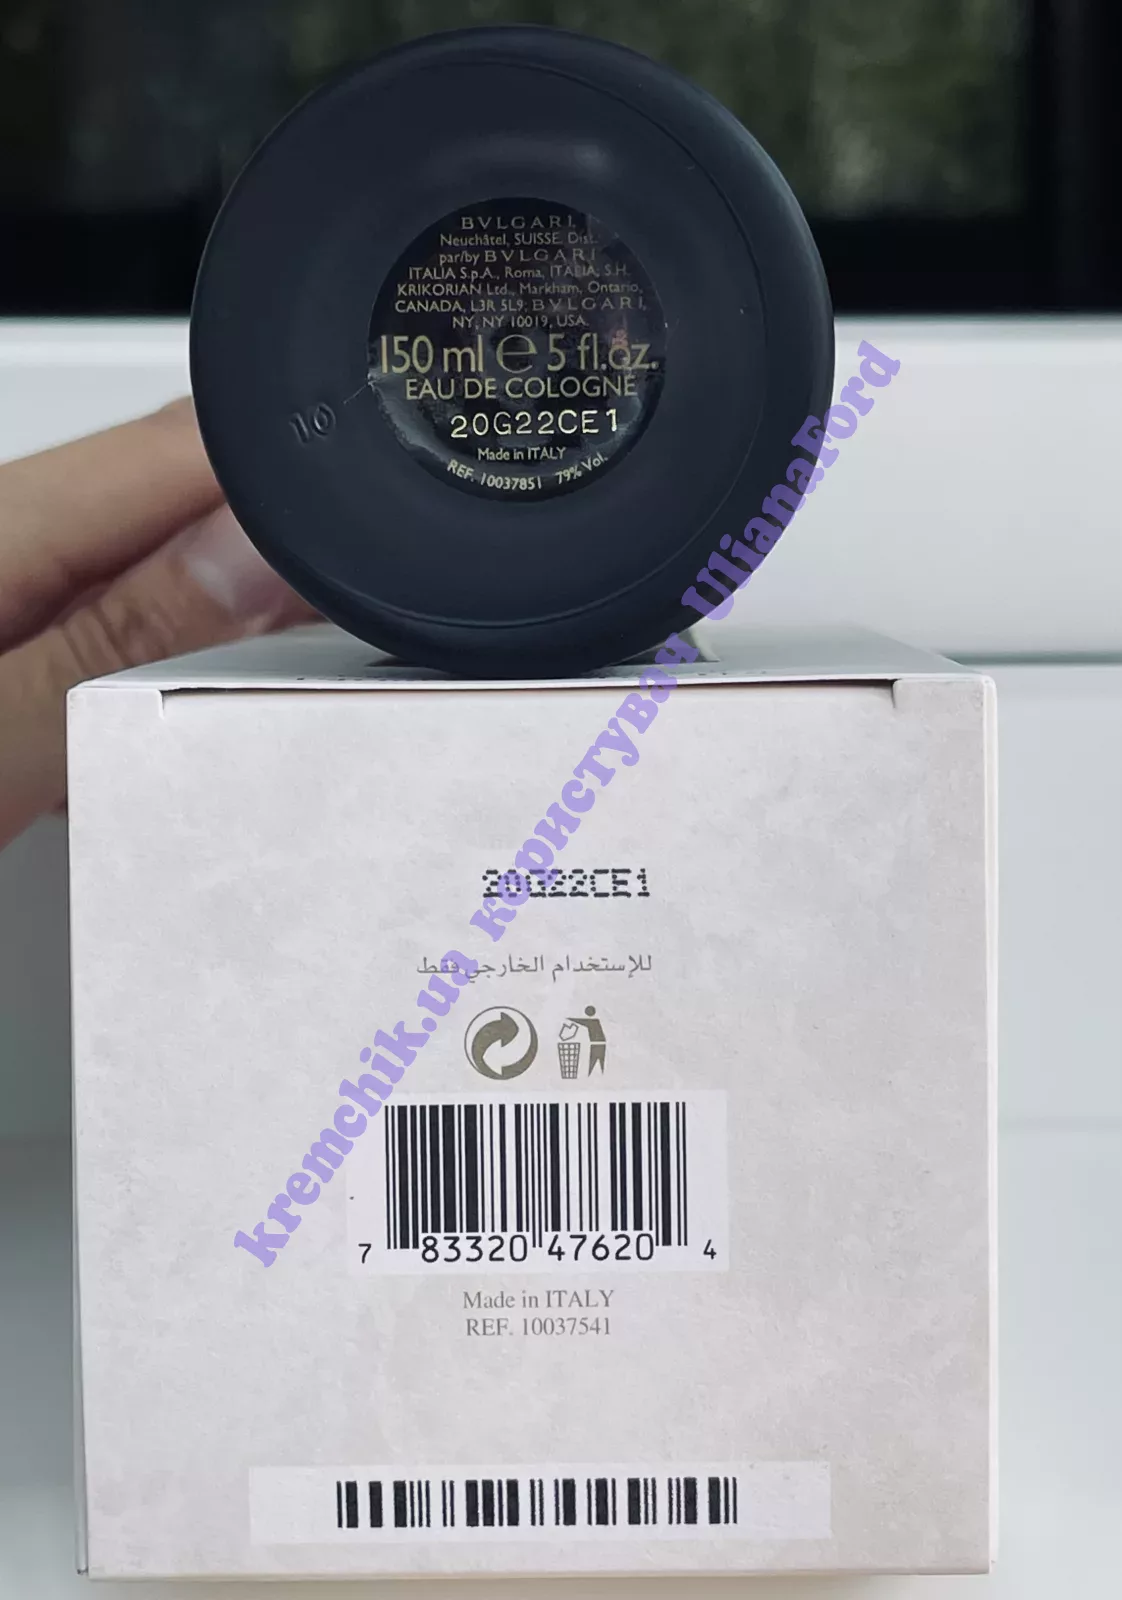 10
BVLGARI,
Neuchâtel, SUISSE. Dist.
par/by BVLGARI
ITALIA S.p.A., Roma, ITALIA, S.H.
KRIKORIAN Ltd., Markham, Ontario,
CANADA, L3R 5L9, BVLGARI,
NY, NY 10019, USA.
150 ml e 5 fl.oz.
EAU DE COLOGNE
20G22CE1
Made in ITALY
REF. 10037851 79% Vol.
20G22CE1
للإستخدام الخارجي فقط
7 83320 47620 4
Made in ITALY
REF. 10037541
kremchik.ua користувач UlianaFord